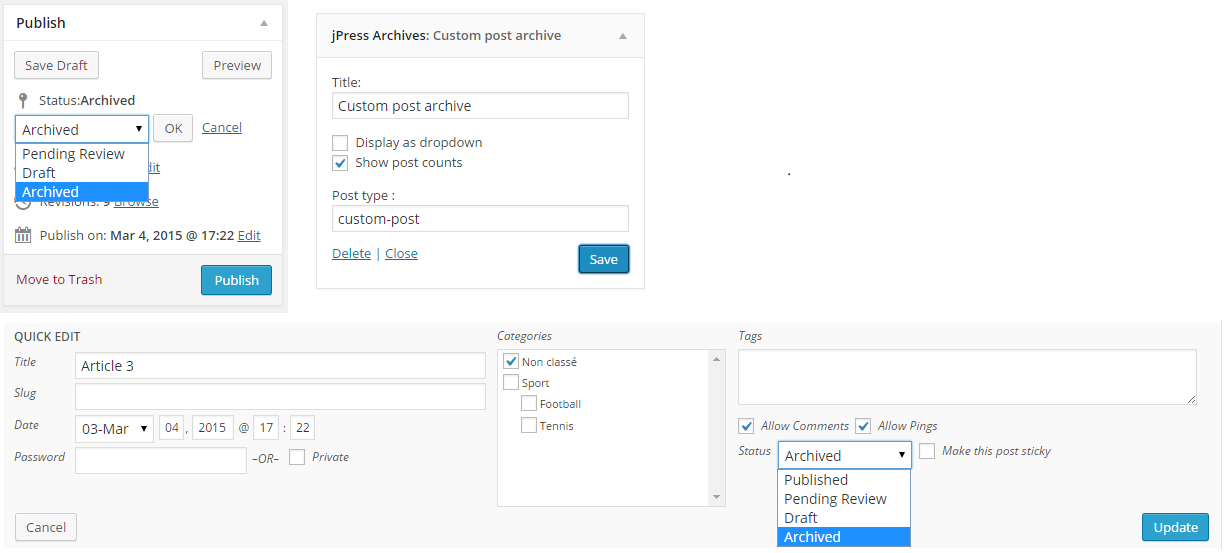 Publish
Save Draft Preview
Status:Archived
Archived OK Cancel
Pending Review
Draft
Archived
Revisions: 9 Browse
Publish on: Mar 4, 2015 @ 17:22 Edit
Move to Trash Publish
jPress Archives: Custom post archive
Title:
Custom post archive
Display as dropdown
Show post counts
Post type :
custom-post
Delete | Close Save
.
QUICK EDIT
Title Article 3
Slug
Date 03-Mar 04 , 2015 @ 17 : 22
Password –OR– Private
Cancel
Categories
Non classé
Sport
Football
Tennis
Tags
Allow Comments Allow Pings
Status Archived Make this post sticky
Published
Pending Review
Draft
Archived
Update